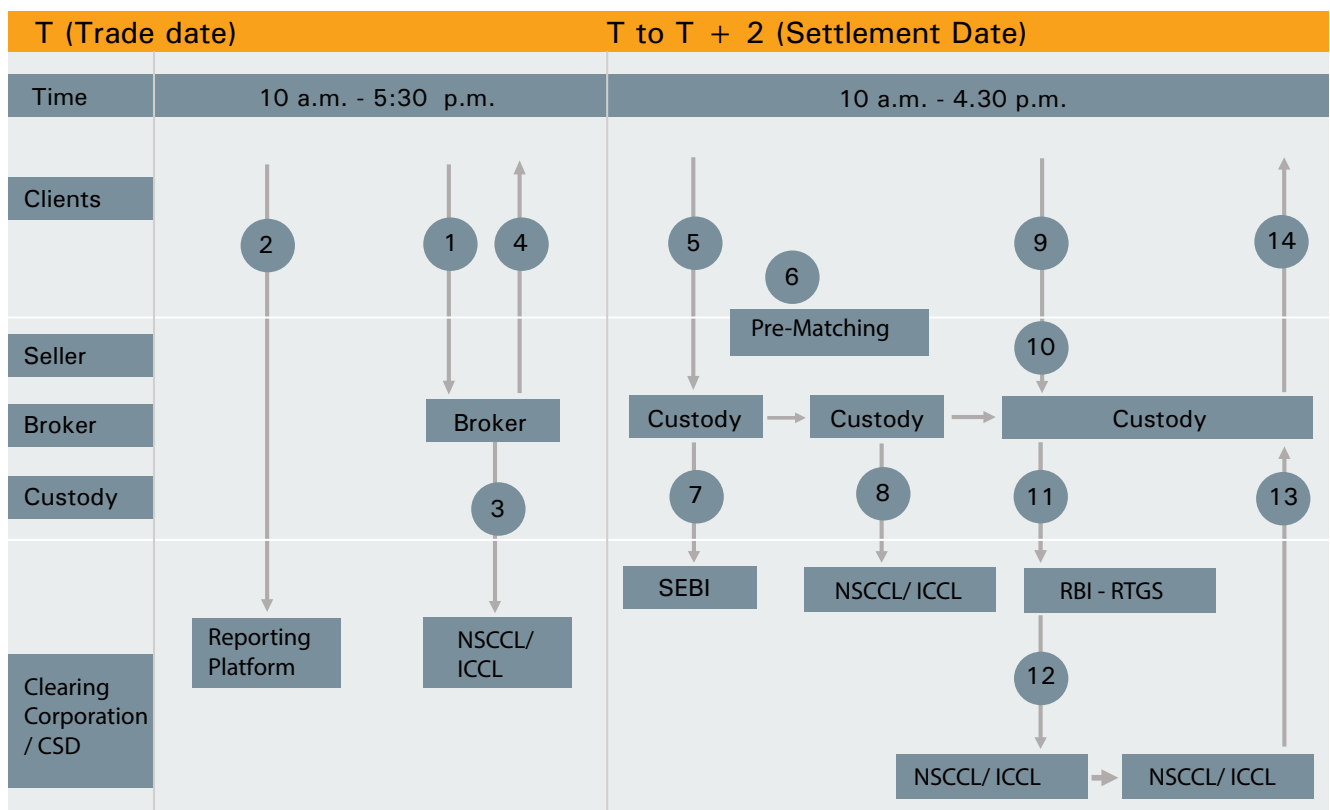 T (Trade date)
T to T + 2 (Settlement Date)
Time
10 a.m. - 5:30 p.m.
10 a.m. - 4.30 p.m.
Clients
2
1
4
5
6
9
14
Pre-Matching
Seller
10
Broker
Broker
Custody
Custody
Custody
Custody
3
7
8
11
13
SEBI
NSCCL/ ICCL
RBI - RTGS
Reporting
Platform
NSCCL/
ICCL
12
Clearing
Corporation
/ CSD
NSCCL/ ICCL
NSCCL/ ICCL